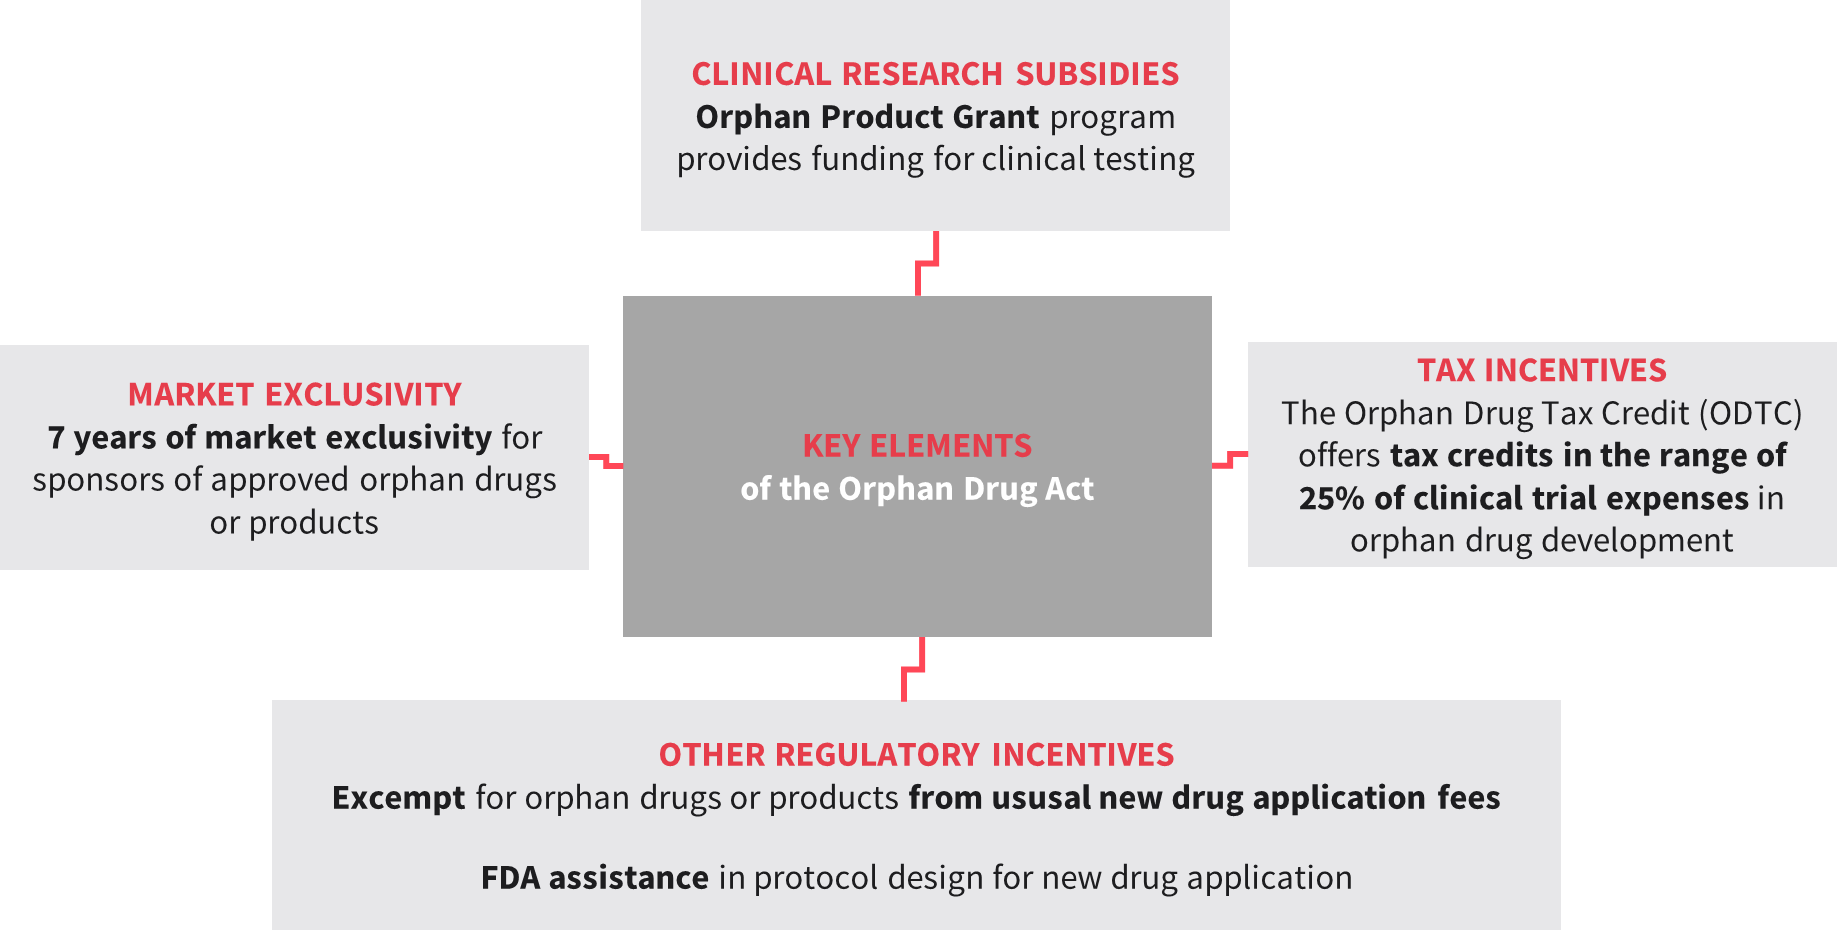 CLINICAL RESEARCH SUBSIDIES
Orphan Product Grant program
provides funding for clinical testing
MARKET EXCLUSIVITY
7 years of market exclusivity for
sponsors of approved orphan drugs
or products
KEY ELEMENTS
of the Orphan Drug Act
TAX INCENTIVES
The Orphan Drug Tax Credit (ODTC)
offers tax credits in the range of
25% of clinical trial expenses in
orphan drug development
OTHER REGULATORY INCENTIVES
Excempt for orphan drugs or products from ususal new drug application fees
FDA assistance in protocol design for new drug application